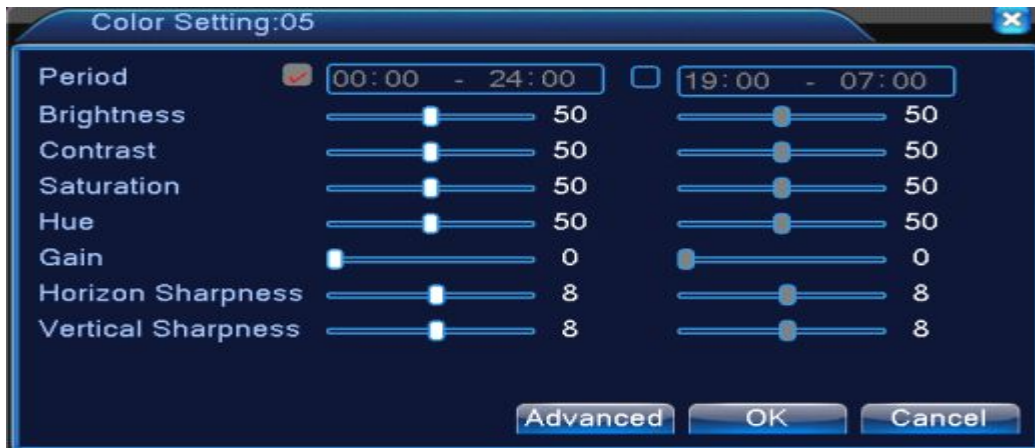 Color Setting:05
Period 00:00 - 24:00 19:00 - 07:00
Brightness 50 50
Contrast 50 50
Saturation 50 50
Hue 50 50
Gain 0 0
Horizon Sharpness 8 8
Vertical Sharpness 8 8
Advanced OK Cancel